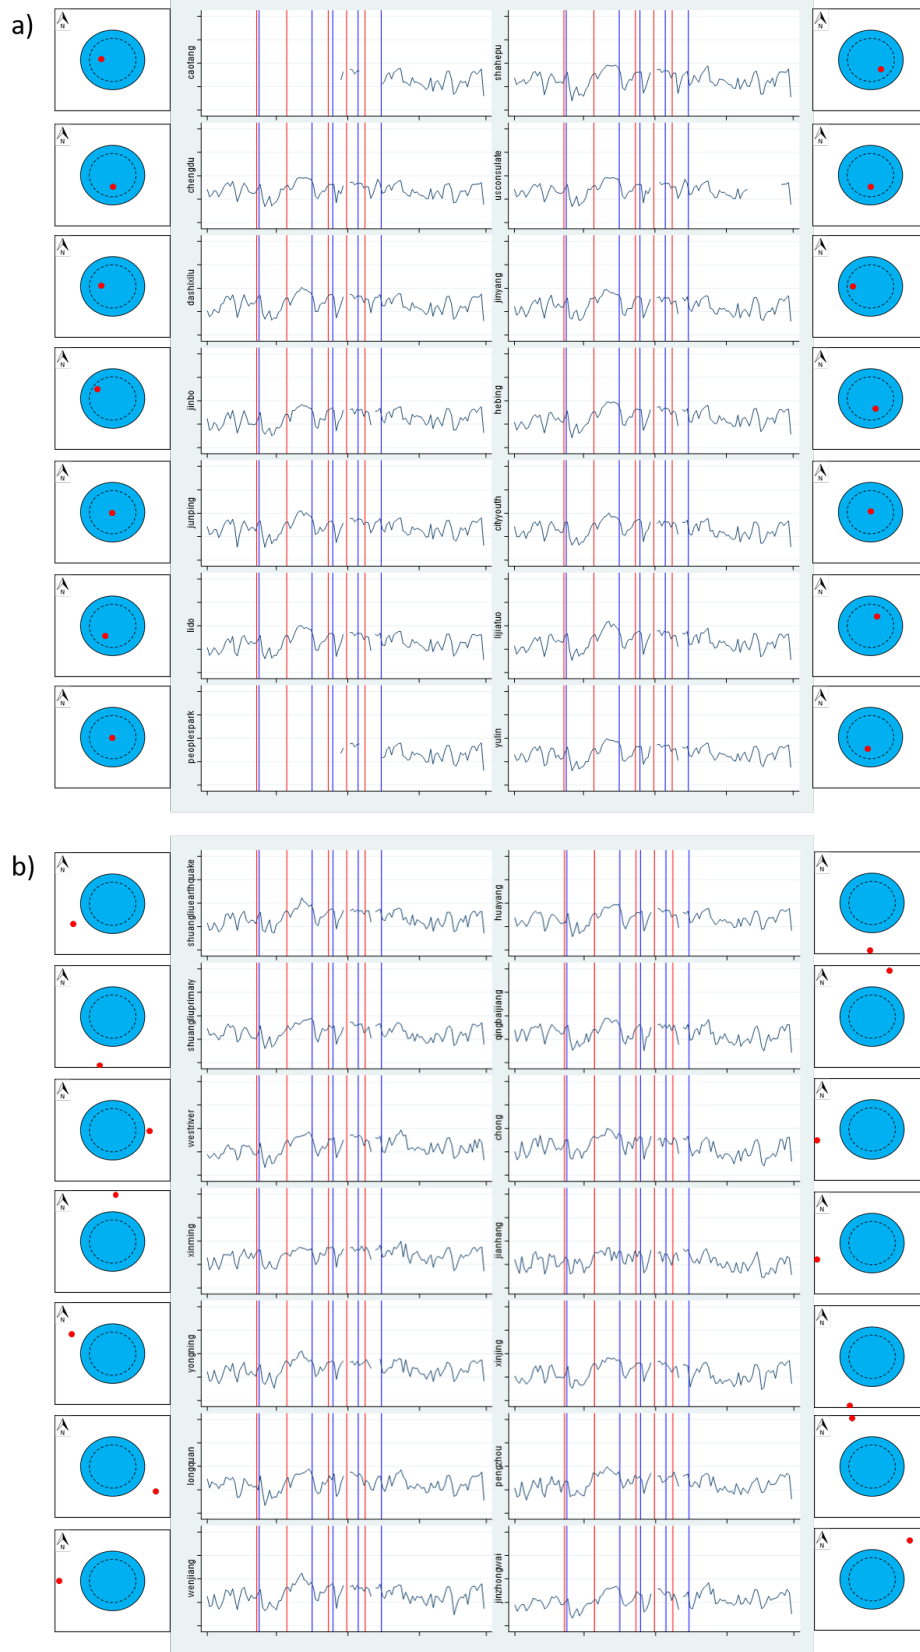 a)
N caotang shahepu N
N chengdu usconsulate N
N dashixilu jinyang N
N jinbo hebing N
N junping cityyouth N
N lido lijiatuo N
N peoplespark yulin N
b)
N shuangliuearthquake huayang N
N shuangliuprimary qingbaijiang N
N westriver chong N
N xinming jianhang N
N yongning xinjing N
N longquan pengzhou N
N wenjiang jinzhongwai N